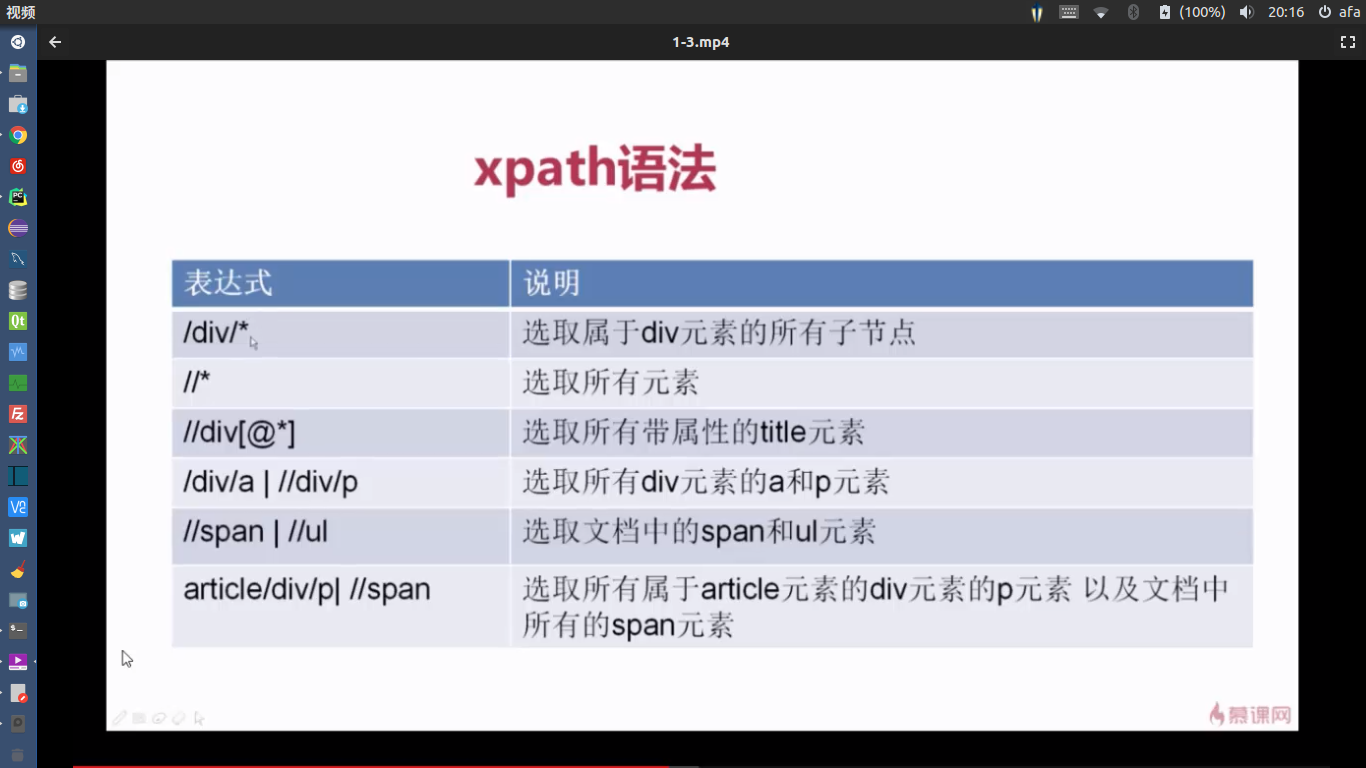 视频
(100%)
20:16
afa
1-3.mp4
xpath语法
表达式 说明
/div/* 选取属于div元素的所有子节点
//* 选取所有元素
//div[@*] 选取所有带属性的title元素
/div/a | //div/p 选取所有div元素的a和p元素
//span | //ul 选取文档中的span和ul元素
article/div/p| //span 选取所有属于article元素的div元素的p元素 以及文档中
所有的span元素
慕课网
PC
Qt
FZ